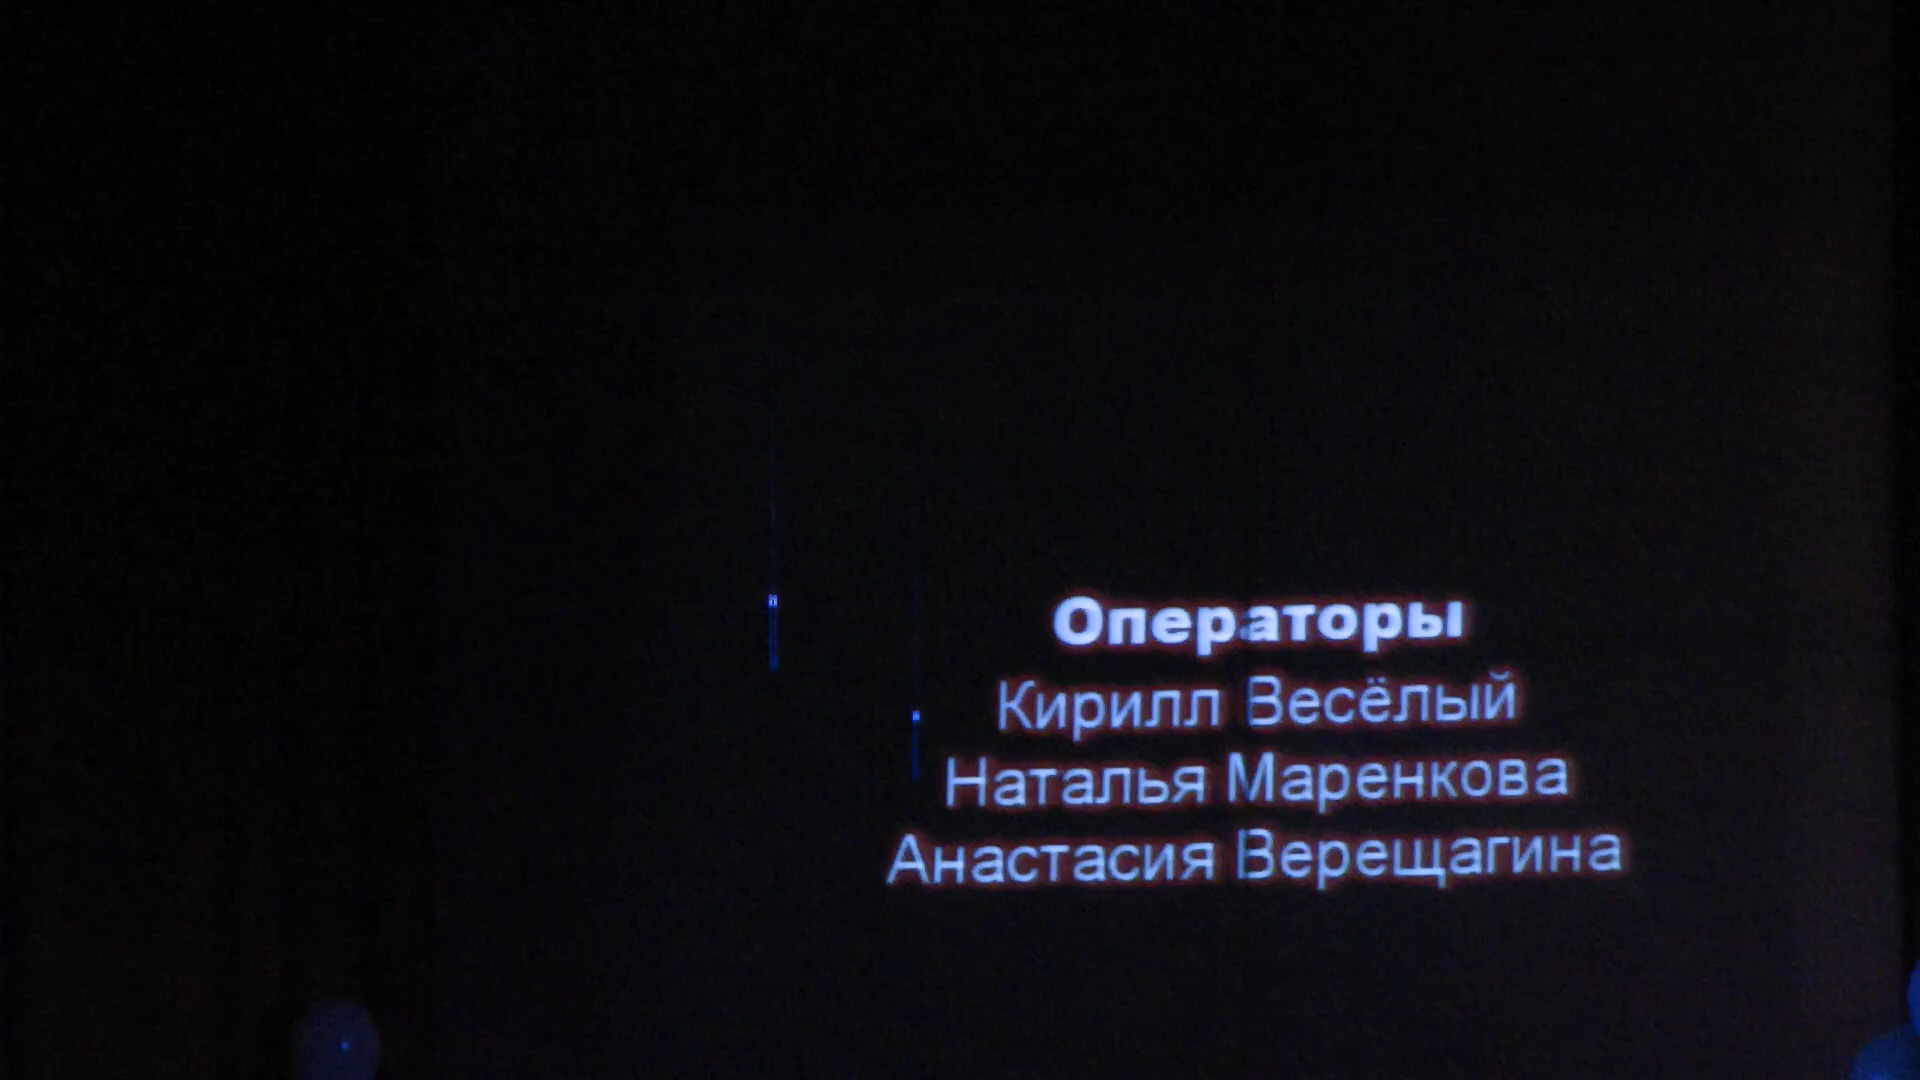 Операторы
Кирилл Весёлый
Наталья Маренкова
Анастасия Верещагина